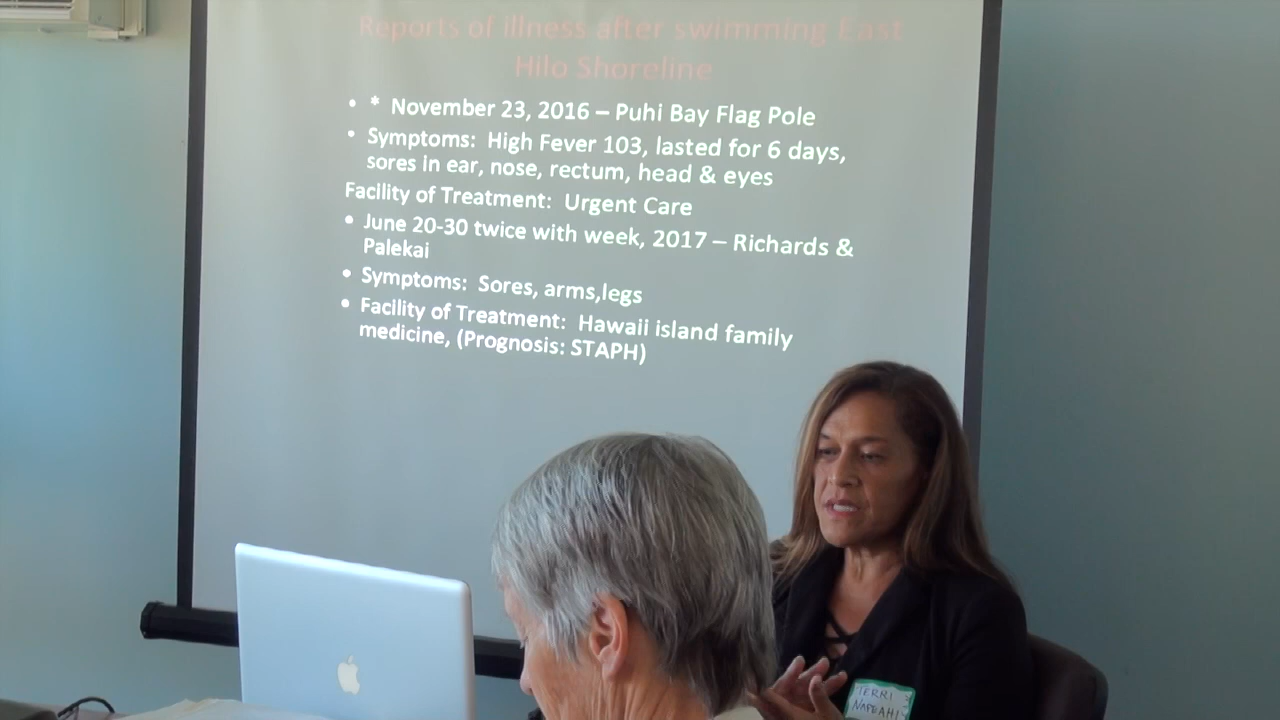 Reports of illness after swimming East
Hilo Shoreline
• * November 23, 2016 – Puhi Bay Flag Pole
• Symptoms: High Fever 103, lasted for 6 days,
sores in ear, nose, rectum, head & eyes
Facility of Treatment: Urgent Care
• June 20-30 twice with week, 2017 – Richards &
Palekai
• Symptoms: Sores, arms,legs
• Facility of Treatment: Hawaii island family
medicine, (Prognosis: STAPH)
TERRI
NAPEAHI